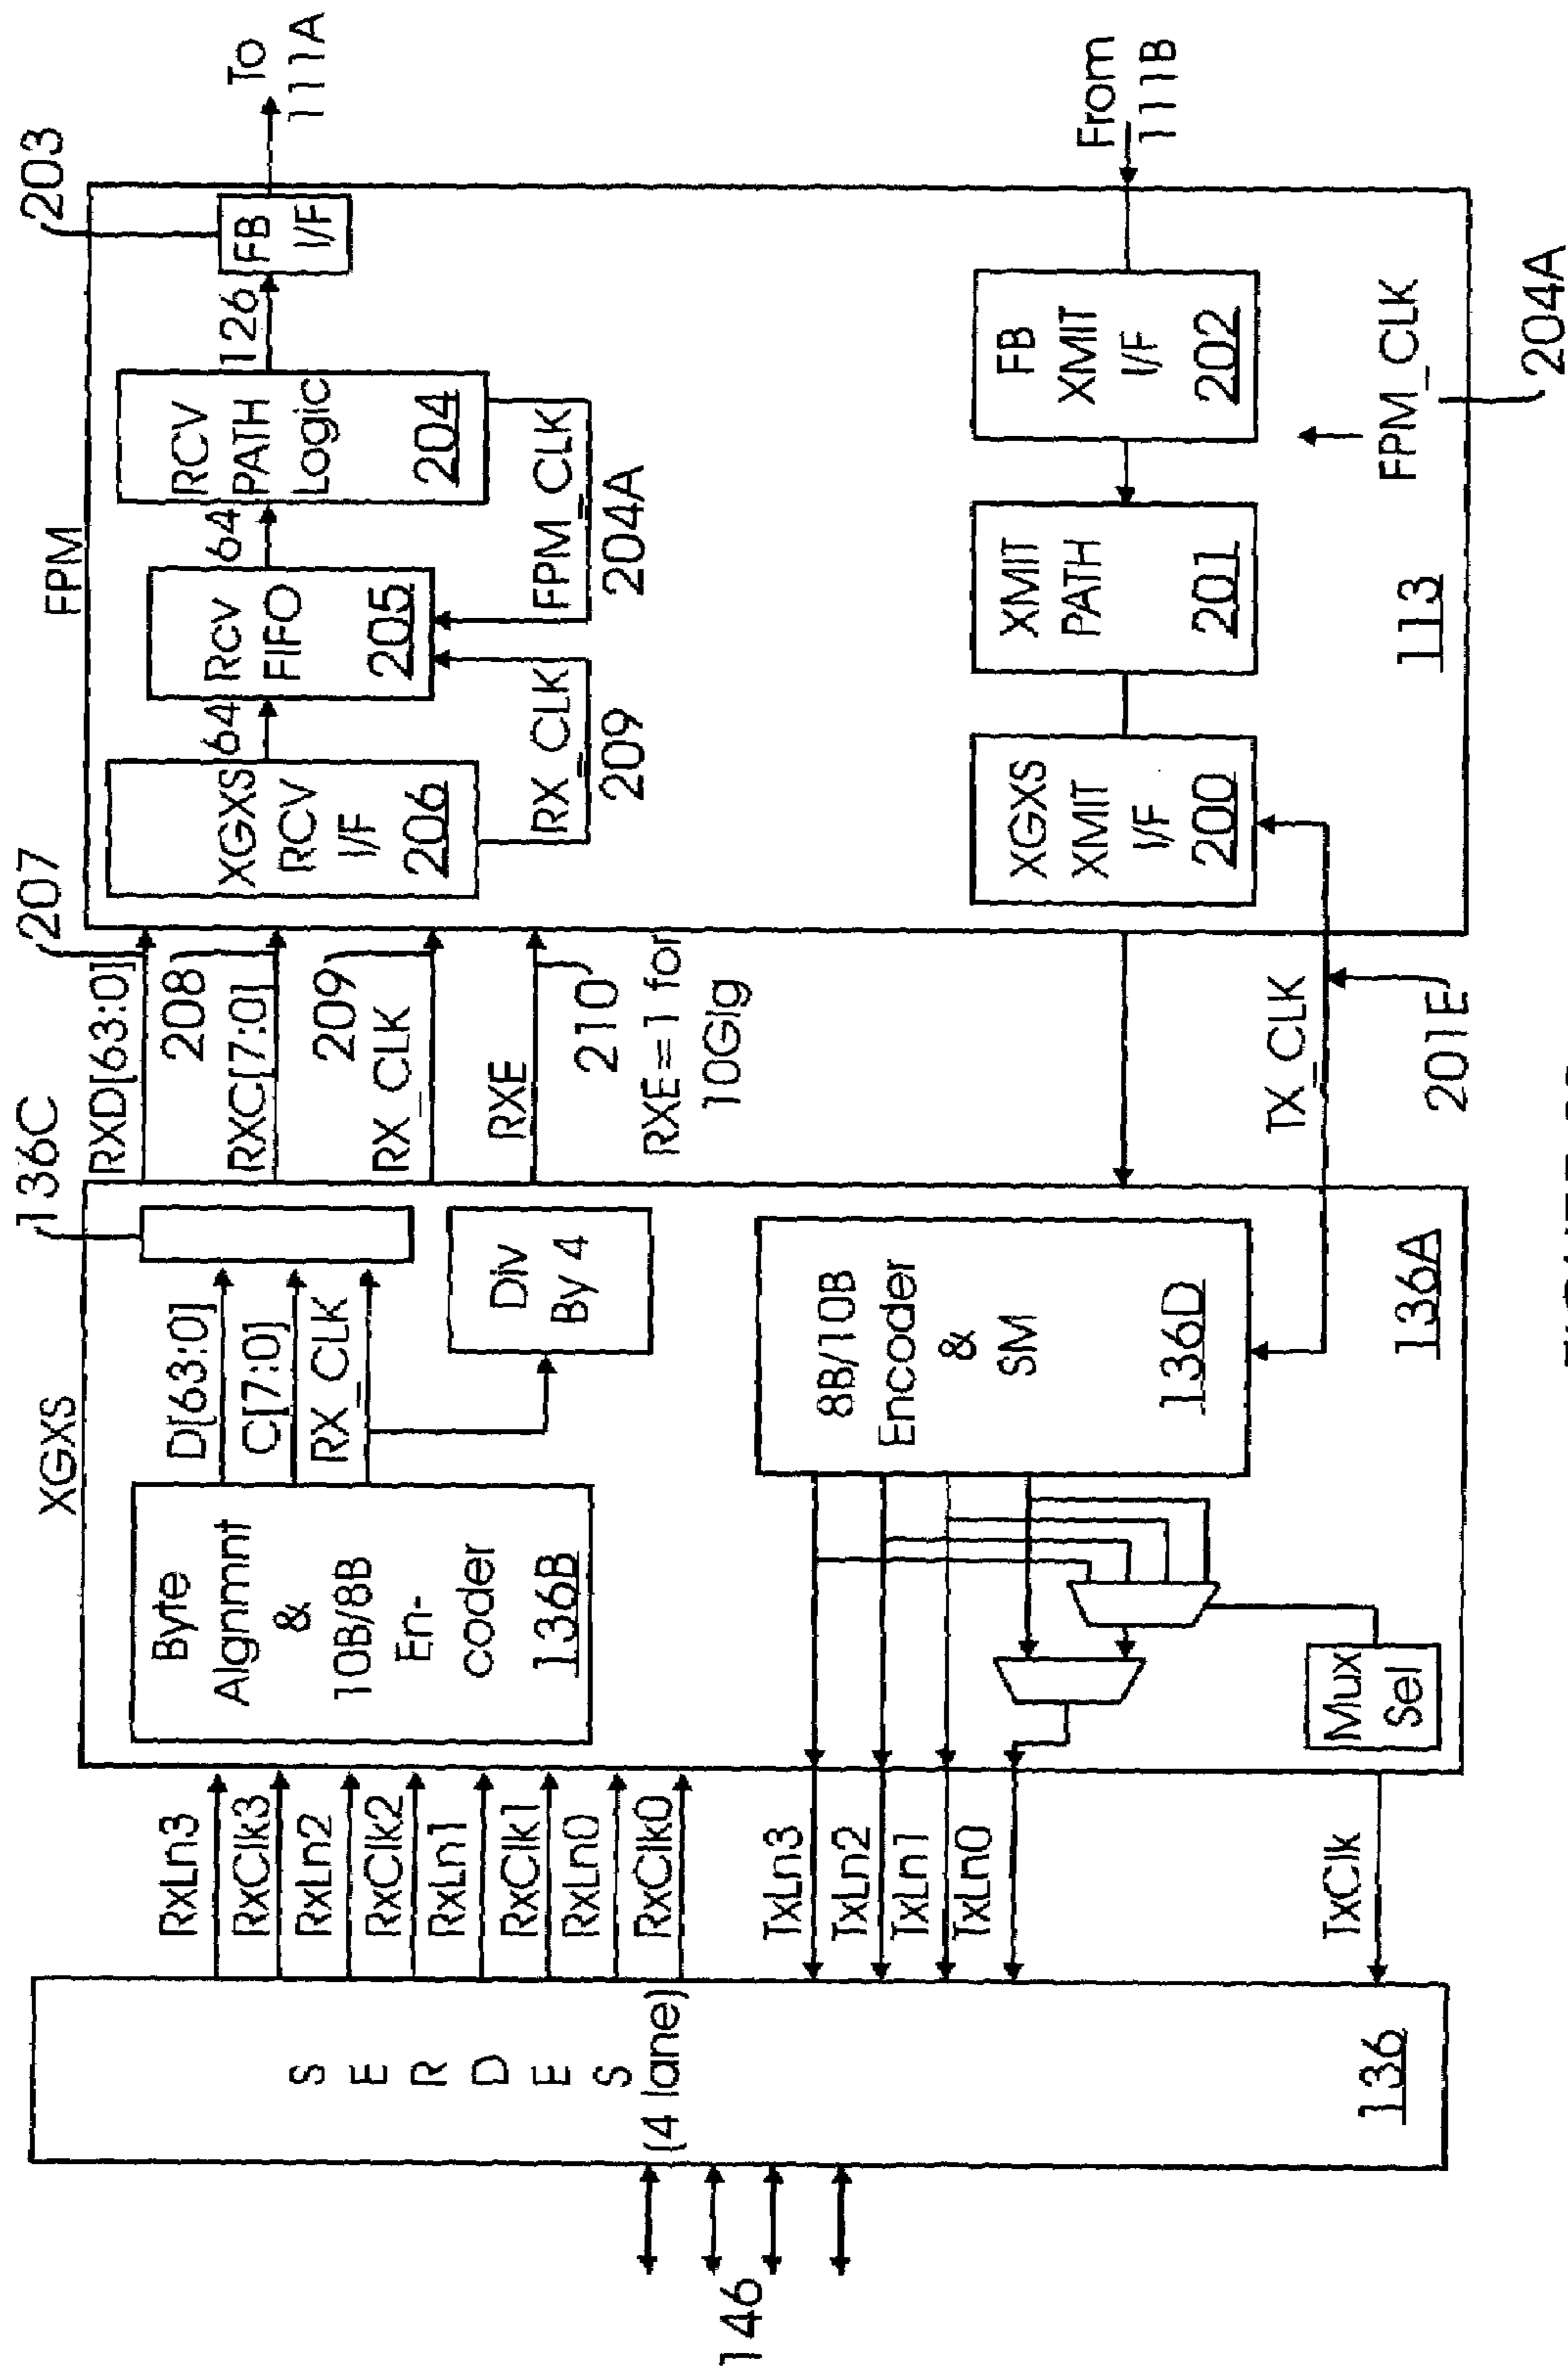 146
S
E
R
D
E
S
(4 lane)
136
RxLn3
RxClk3
RxLn2
RxClk2
RxLn1
RxClk1
RxLn0
RxClk0
TxLn3
TxLn2
TxLn1
TxLn0
TxClk
XGXS
Byte
Algnmnt
&
10B/8B
En-
coder
136B
D[63:0]
C[7:0]
RX_CLK
136C
Div
By 4
8B/10B
Encoder
&
SM
136D
Mux
Sel
136A
RXD[63:0]
207
208
RXC[7:0]
209
RX_CLK
RXE
210
RXE=1 for
10Gig
TX_CLK
201E
FPM
XGXS
RCV
I/F
206
64
Rcv
FIFO
205
64
RCV
PATH
Logic
204
126
FB
I/F
203
To
111A
RX_CLK
209
FPM_CLK
204A
XGXS
XMIT
I/F
200
XMIT
PATH
201
FB
XMIT
I/F
202
From
111B
113
FPM_CLK
204A